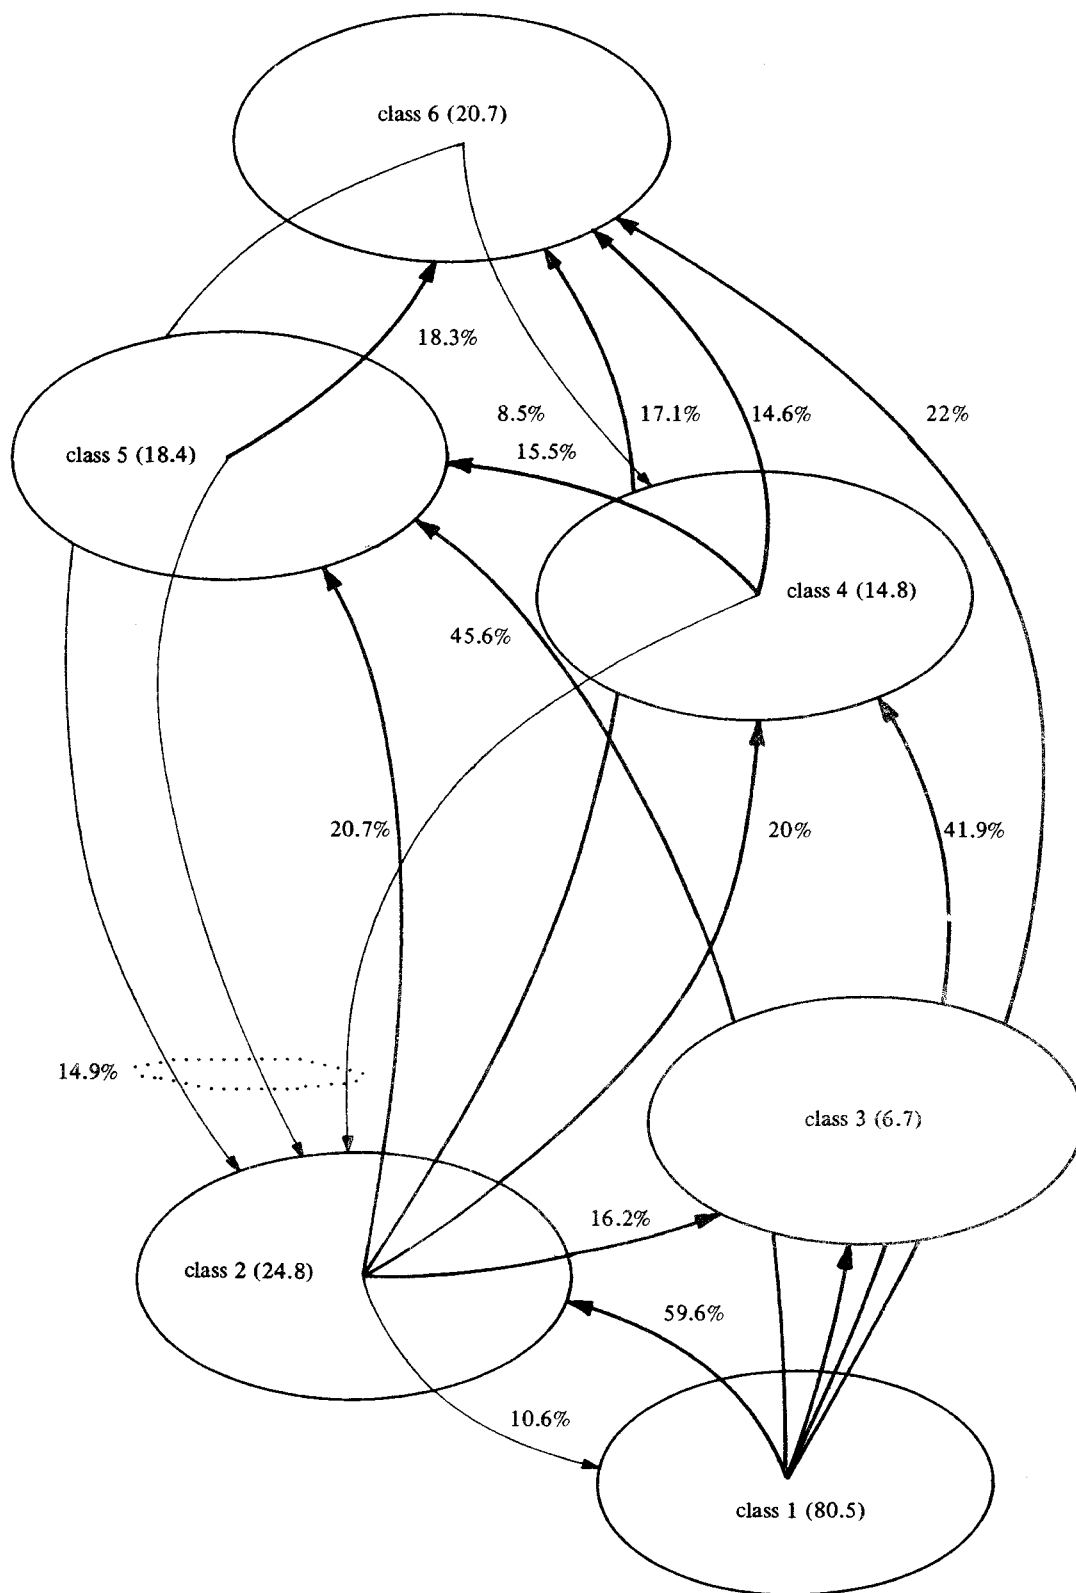 class 6 (20.7)
18.3%
8.5%
17.1%
14.6%
22%
class 5 (18.4)
15.5%
class 4 (14.8)
45.6%
20.7%
20%
41.9%
14.9%
class 3 (6.7)
16.2%
class 2 (24.8)
59.6%
10.6%
class 1 (80.5)